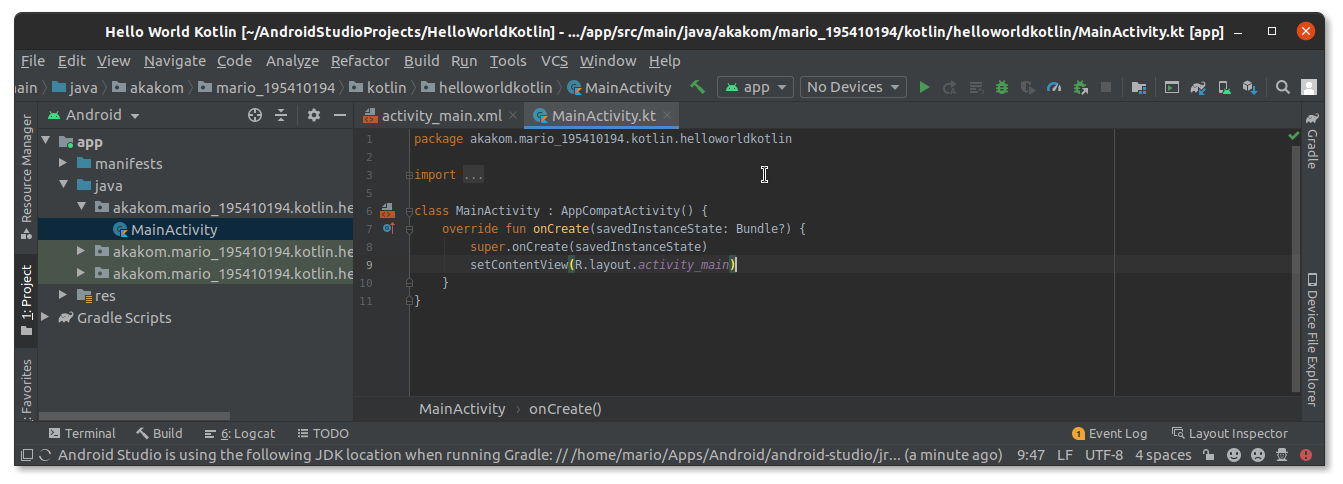 Hello World Kotlin [~/AndroidStudioProjects/HelloWorldKotlin] - .../app/src/main/java/akakom/mario_195410194/kotlin/helloworldkotlin/MainActivity.kt [app]
File Edit View Navigate Code Analyze Refactor Build Run Tools VCS Window Help
ain java akakom mario_195410194 kotlin helloworldkotlin MainActivity app No Devices
Resource Manager
1: Project
: Favorites
Android
app
manifests
java
akakom.mario_195410194.kotlin.he
MainActivity
akakom.mario_195410194.kotlin.he
akakom.mario_195410194.kotlin.he
res
Gradle Scripts
activity_main.xml MainActivity.kt
1 package akakom.mario_195410194.kotlin.helloworldkotlin
2
3 import ...
5
6 class MainActivity : AppCompatActivity() {
7 override fun onCreate(savedInstanceState: Bundle?) {
8 super.onCreate(savedInstanceState)
9 setContentView(R.layout.activity_main)
10 }
11 }
MainActivity › onCreate()
Gradle
Device File Explorer
Terminal Build 6: Logcat TODO 1 Event Log Layout Inspector
Android Studio is using the following JDK location when running Gradle: // /home/mario/Apps/Android/android-studio/jr... (a minute ago) 9:47 LF UTF-8 4 spaces